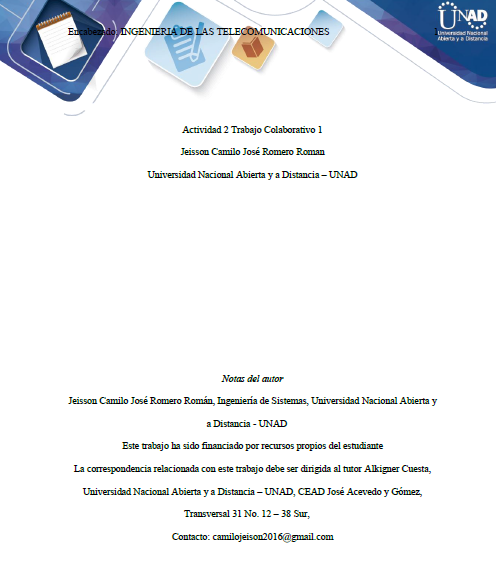 Encabezado: INGENIERIA DE LAS TELECOMUNICACIONES
UNAD
Universidad Nacional
Abierta y a Distancia
Actividad 2 Trabajo Colaborativo 1
Jeisson Camilo José Romero Roman
Universidad Nacional Abierta y a Distancia – UNAD
Notas del autor
Jeisson Camilo José Romero Román, Ingeniería de Sistemas, Universidad Nacional Abierta y
a Distancia - UNAD
Este trabajo ha sido financiado por recursos propios del estudiante
La correspondencia relacionada con este trabajo debe ser dirigida al tutor Alkigner Cuesta,
Universidad Nacional Abierta y a Distancia – UNAD, CEAD José Acevedo y Gómez,
Transversal 31 No. 12 – 38 Sur,
Contacto: camilojeison2016@gmail.com